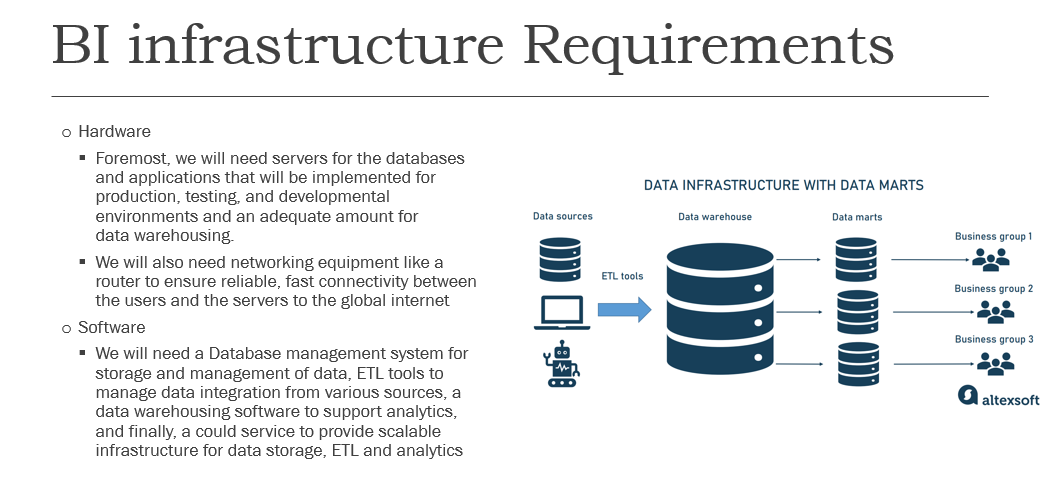 BI infrastructure Requirements
Hardware
Foremost, we will need servers for the databases
and applications that will be implemented for
production, testing, and developmental
environments and an adequate amount for
data warehousing.
We will also need networking equipment like a
router to ensure reliable, fast connectivity between
the users and the servers to the global internet
Software
We will need a Database management system for
storage and management of data, ETL tools to
manage data integration from various sources, a
data warehousing software to support analytics,
and finally, a could service to provide scalable
infrastructure for data storage, ETL and analytics
DATA INFRASTRUCTURE WITH DATA MARTS
Data sources
Data warehouse
Data marts
ETL tools
Business group 1
Business group 2
Business group 3
altexsoft